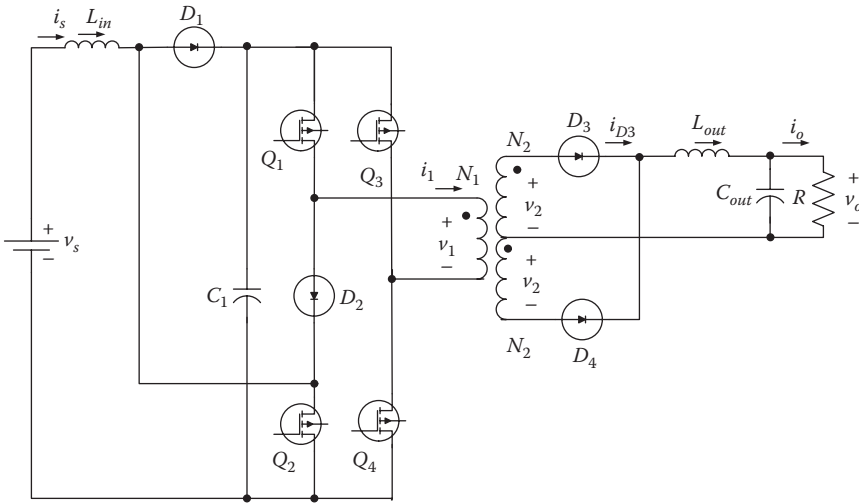 i_s L_in D_1
Q_1 Q_3
i_1 N_1
+ v_1 −
N_2 D_3 i_D3 L_out i_o
+ v_2 −
C_out R + v_o −
+ v_s −
C_1 D_2
+ v_2 −
N_2 D_4
Q_2 Q_4